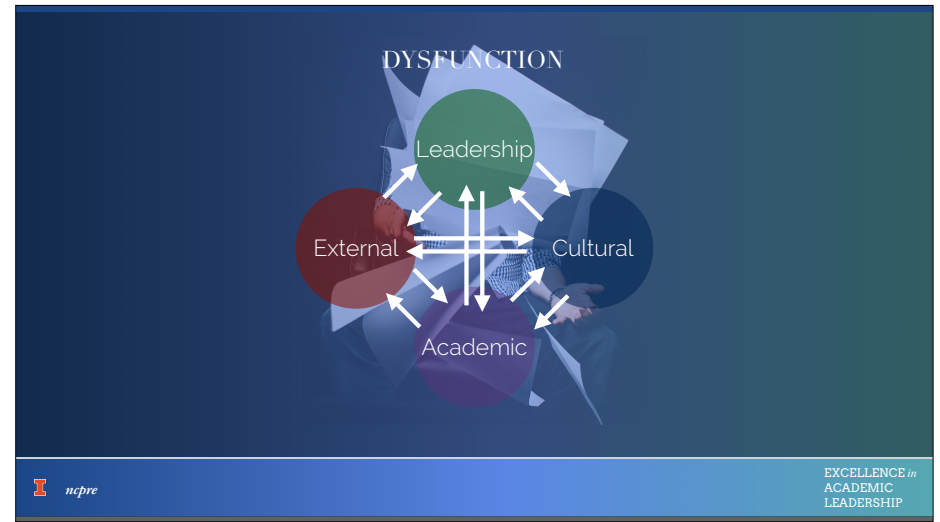 DYSFUNCTION
Leadership
External
Cultural
Academic
I
ncpre
EXCELLENCE in
ACADEMIC
LEADERSHIP